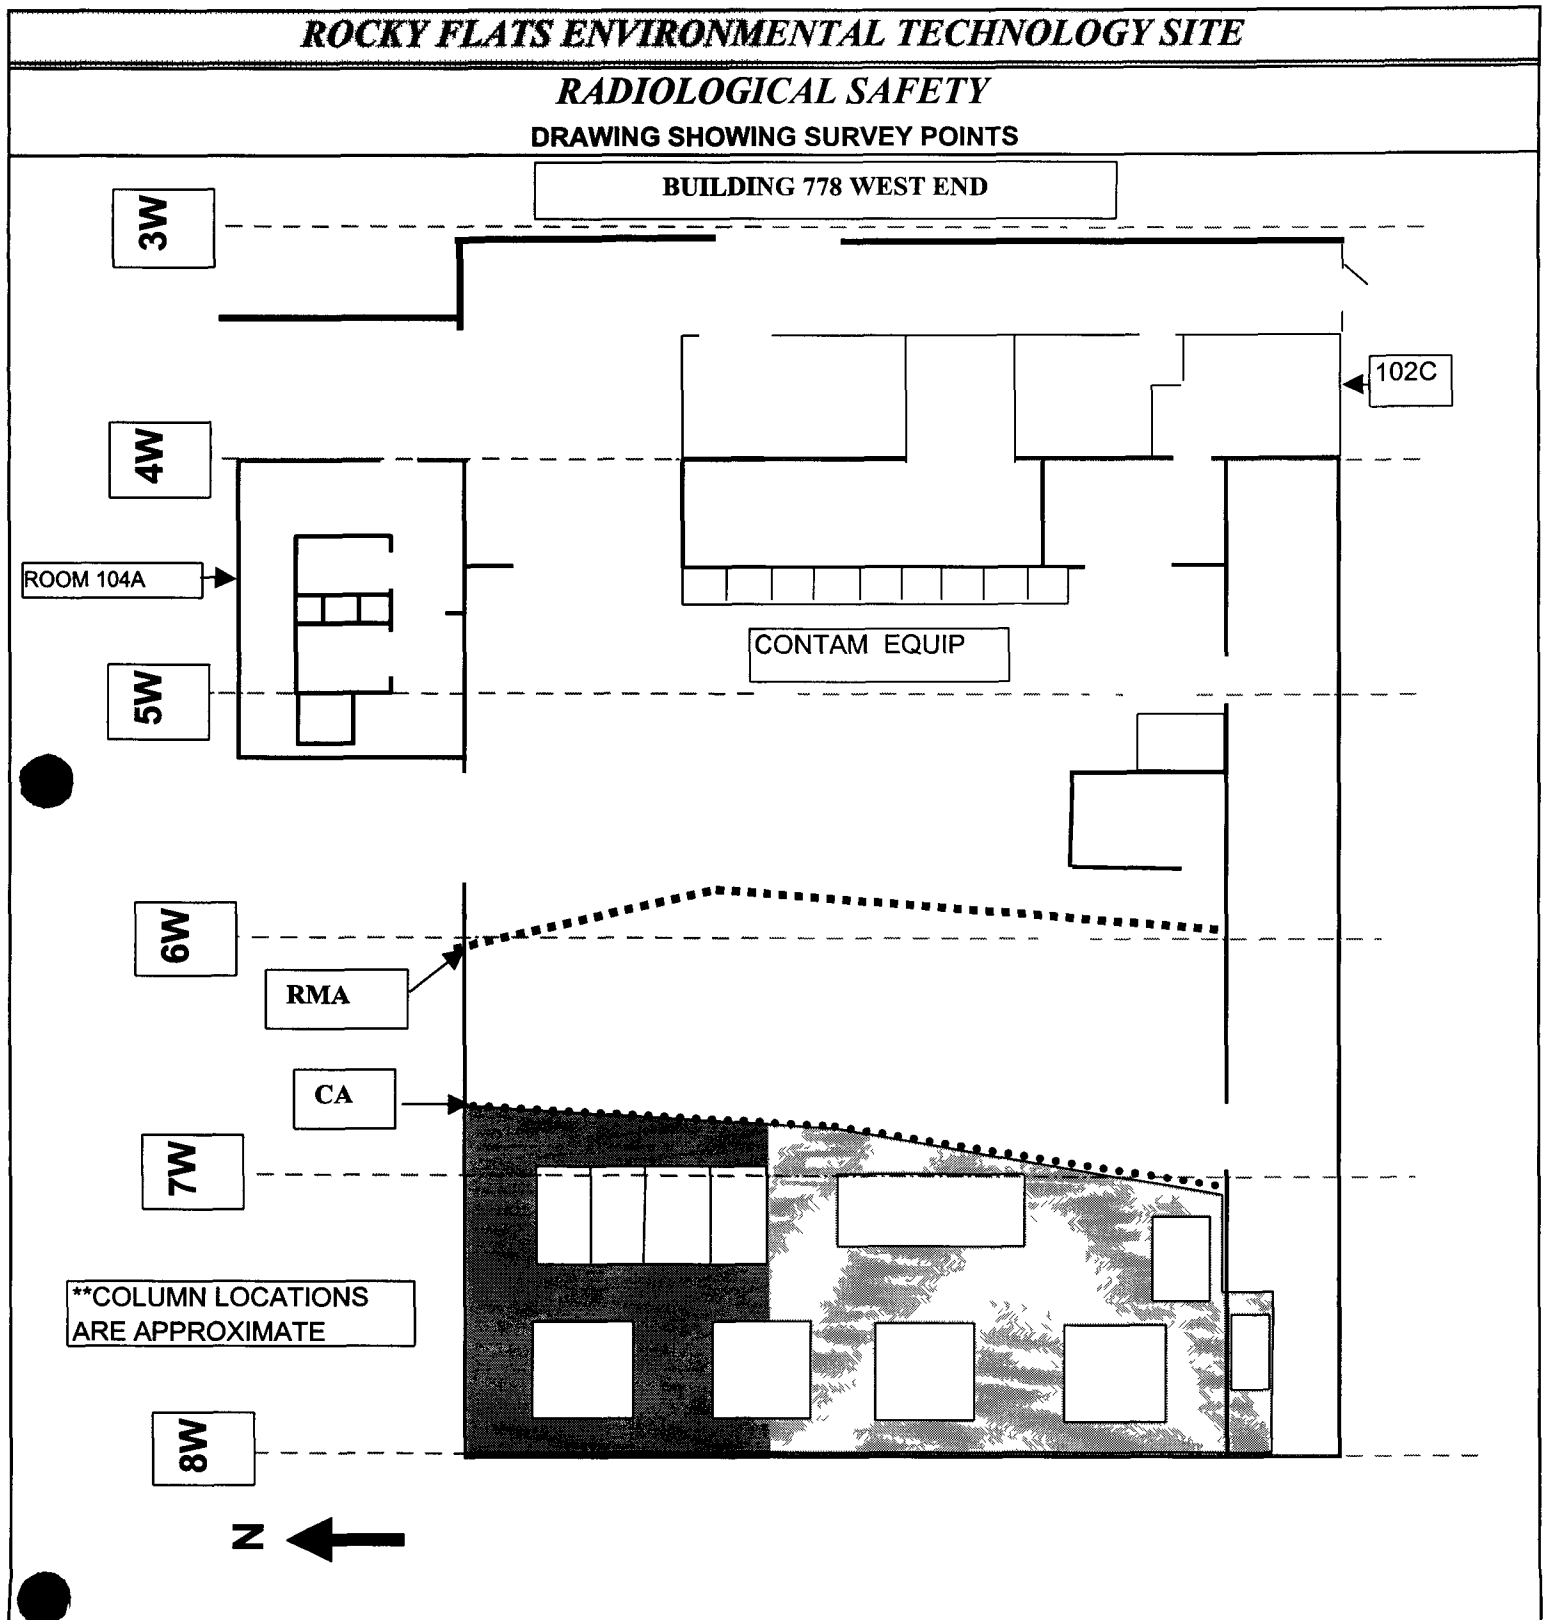 ROCKY FLATS ENVIRONMENTAL TECHNOLOGY SITE
RADIOLOGICAL SAFETY
DRAWING SHOWING SURVEY POINTS
BUILDING 778 WEST END
3W
102C
4W
ROOM 104A
CONTAM EQUIP
5W
6W
RMA
CA
7W
**COLUMN LOCATIONS
ARE APPROXIMATE
8W
N